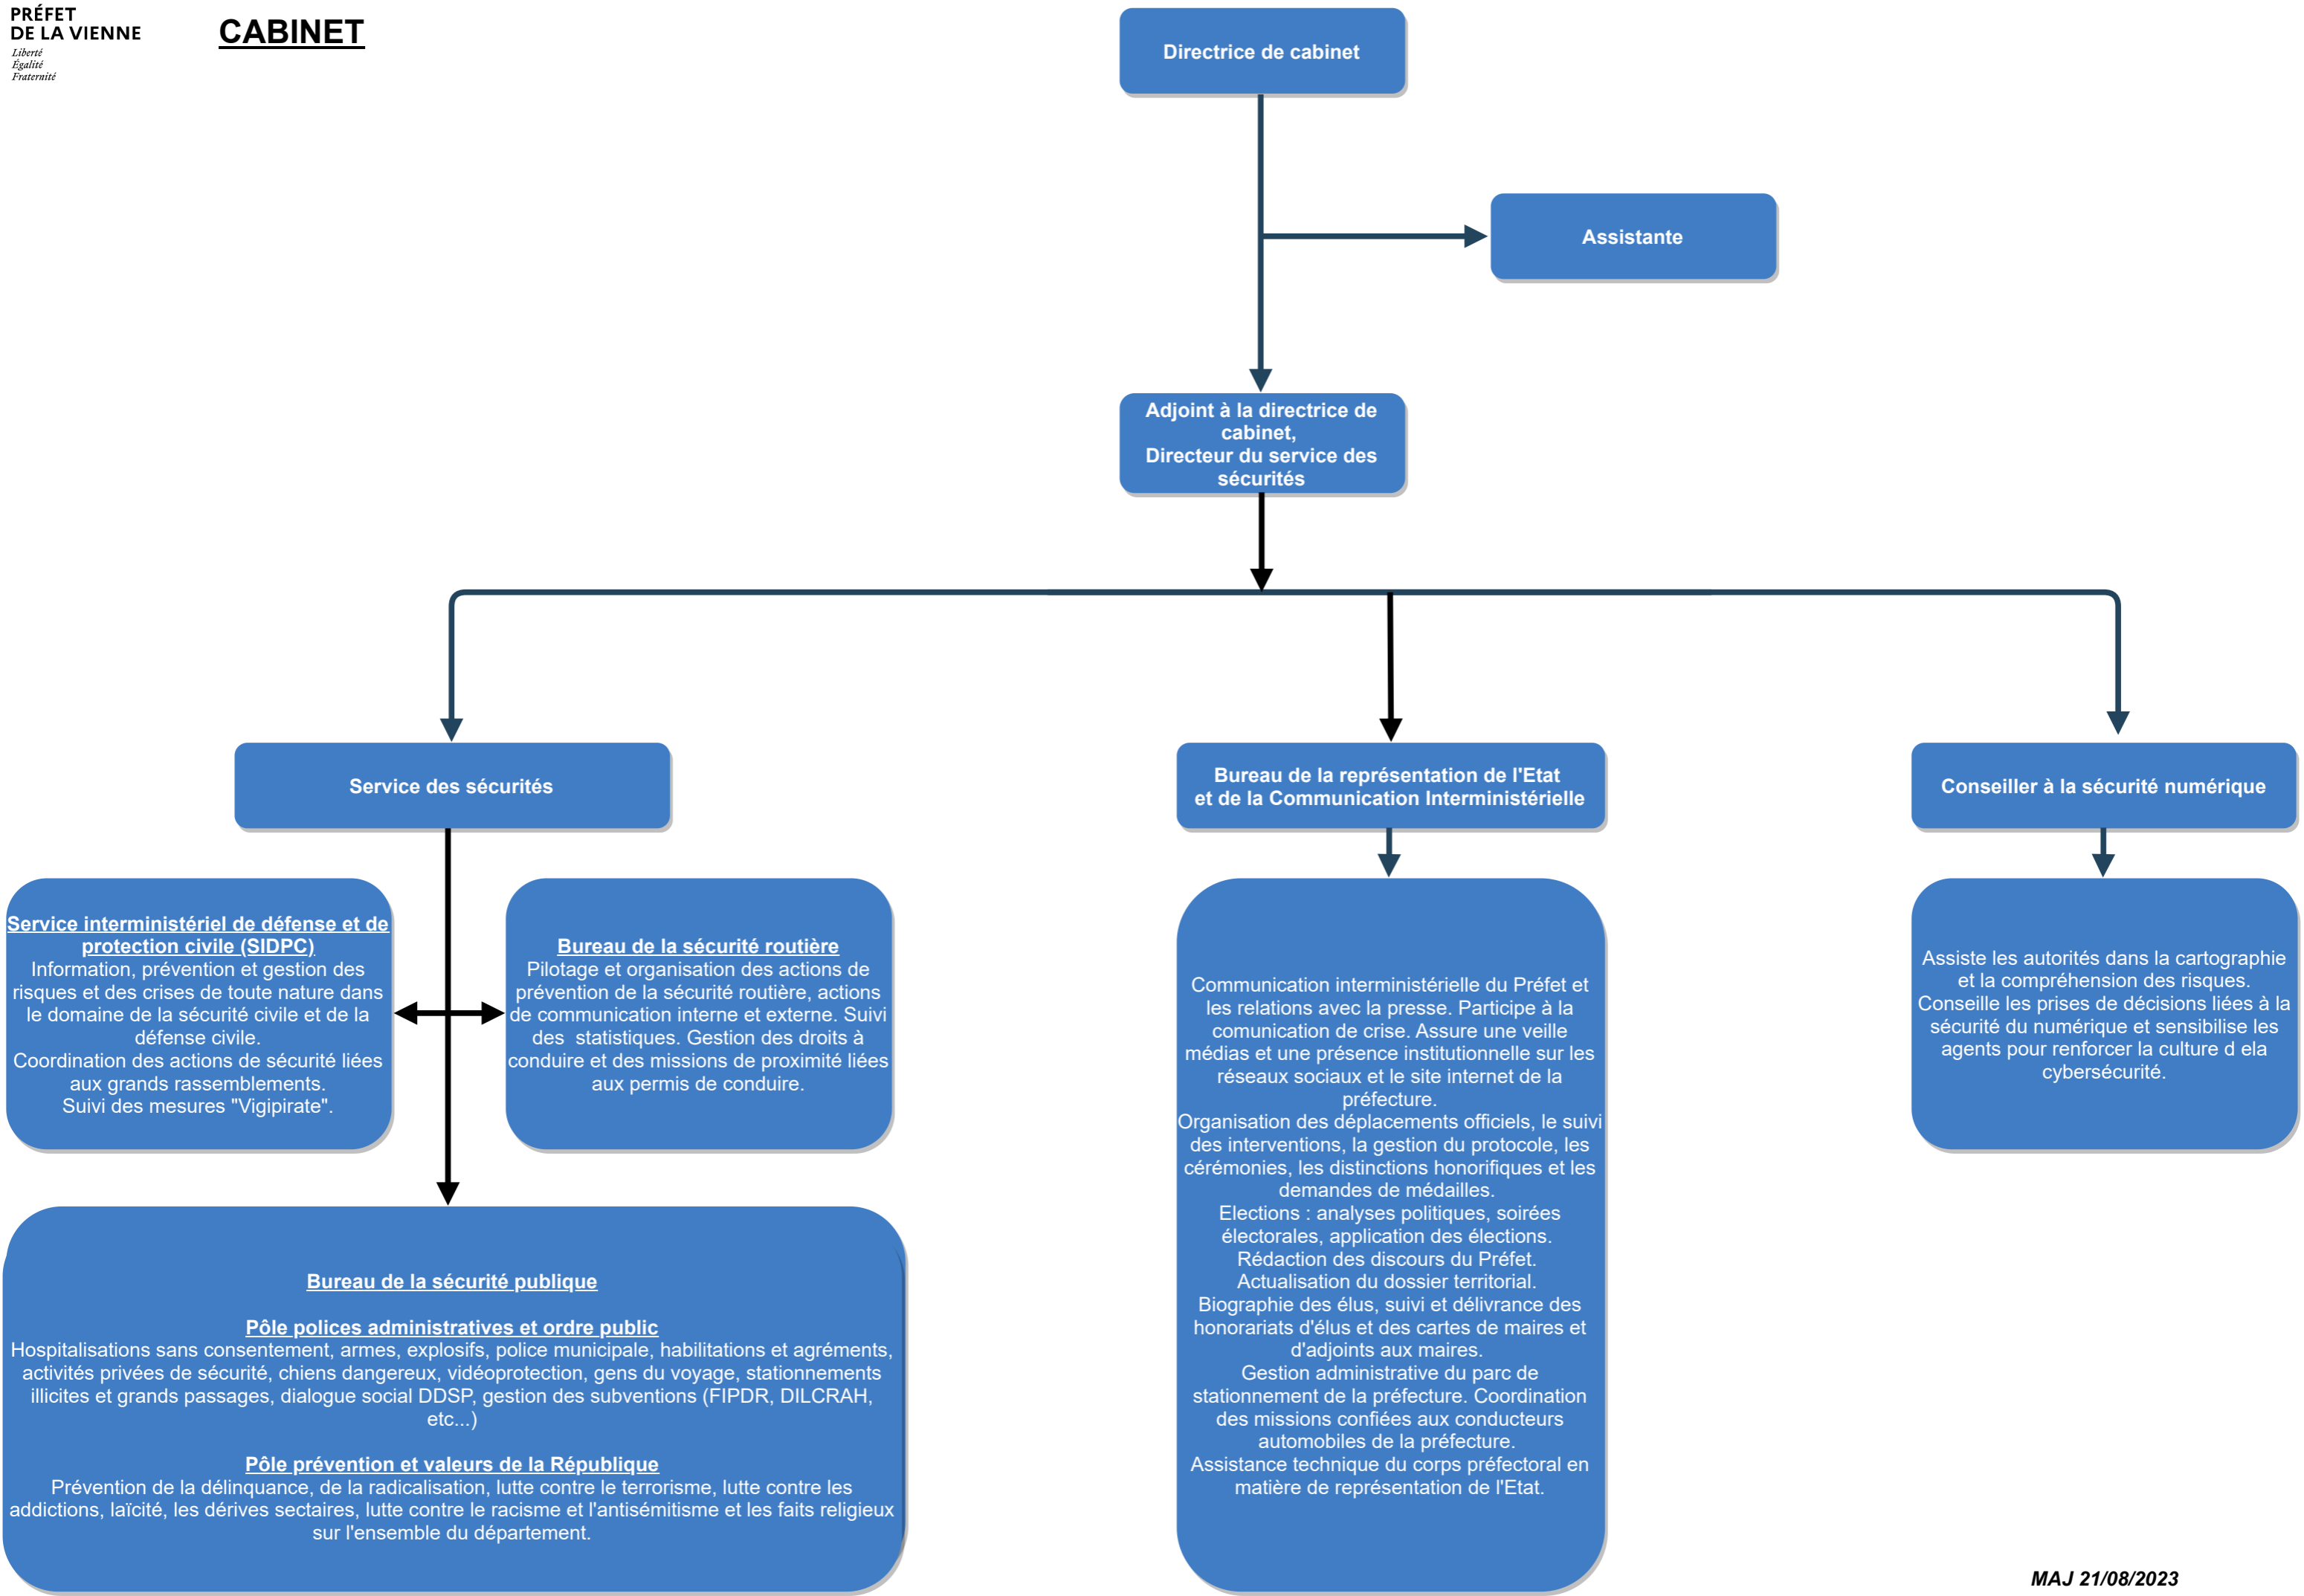 PRÉFET
DE LA VIENNE
Liberté
Égalité
Fraternité
CABINET
Directrice de cabinet
Assistante
Adjoint à la directrice de
cabinet,
Directeur du service des
sécurités
Service des sécurités
Bureau de la représentation de l'Etat
et de la Communication Interministérielle
Conseiller à la sécurité numérique
Service interministériel de défense et de
protection civile (SIDPC)
Information, prévention et gestion des
risques et des crises de toute nature dans
le domaine de la sécurité civile et de la
défense civile.
Coordination des actions de sécurité liées
aux grands rassemblements.
Suivi des mesures "Vigipirate".
Bureau de la sécurité routière
Pilotage et organisation des actions de
prévention de la sécurité routière, actions
de communication interne et externe. Suivi
des  statistiques. Gestion des droits à
conduire et des missions de proximité liées
aux permis de conduire.
Communication interministérielle du Préfet et
les relations avec la presse. Participe à la
comunication de crise. Assure une veille
médias et une présence institutionnelle sur les
réseaux sociaux et le site internet de la
préfecture.
Organisation des déplacements officiels, le suivi
des interventions, la gestion du protocole, les
cérémonies, les distinctions honorifiques et les
demandes de médailles.
Elections : analyses politiques, soirées
électorales, application des élections.
Rédaction des discours du Préfet.
Actualisation du dossier territorial.
Biographie des élus, suivi et délivrance des
honorariats d'élus et des cartes de maires et
d'adjoints aux maires.
Gestion administrative du parc de
stationnement de la préfecture. Coordination
des missions confiées aux conducteurs
automobiles de la préfecture.
Assistance technique du corps préfectoral en
matière de représentation de l'Etat.
Assiste les autorités dans la cartographie
et la compréhension des risques.
Conseille les prises de décisions liées à la
sécurité du numérique et sensibilise les
agents pour renforcer la culture d ela
cybersécurité.
Bureau de la sécurité publique
Pôle polices administratives et ordre public
Hospitalisations sans consentement, armes, explosifs, police municipale, habilitations et agréments,
activités privées de sécurité, chiens dangereux, vidéoprotection, gens du voyage, stationnements
illicites et grands passages, dialogue social DDSP, gestion des subventions (FIPDR, DILCRAH,
etc...)
Pôle prévention et valeurs de la République
Prévention de la délinquance, de la radicalisation, lutte contre le terrorisme, lutte contre les
addictions, laïcité, les dérives sectaires, lutte contre le racisme et l'antisémitisme et les faits religieux
sur l'ensemble du département.
MAJ 21/08/2023